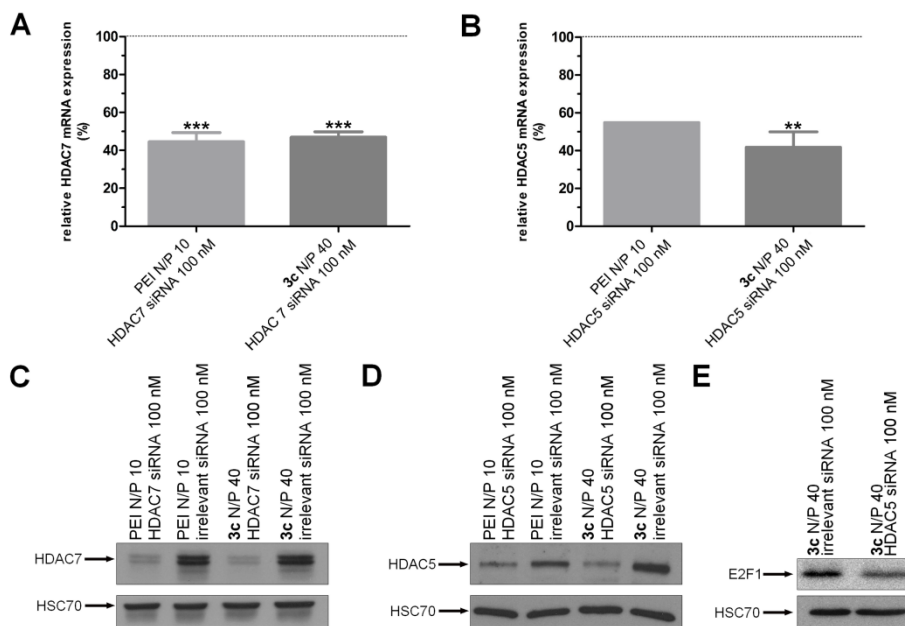 A
relative HDAC7 mRNA expression
(%)
100
80
60
40
20
0
***
***
PEI N/P 10
HDAC7 siRNA 100 nM
3c N/P 40
HDAC 7 siRNA 100 nM
B
relative HDAC5 mRNA expression
(%)
100
80
60
40
20
0
**
PEI N/P 10
HDAC5 siRNA 100 nM
3c N/P 40
HDAC5 siRNA 100 nM
C
PEI N/P 10
HDAC7 siRNA 100 nM
PEI N/P 10
irrelevant siRNA 100 nM
3c N/P 40
HDAC7 siRNA 100 nM
3c N/P 40
irrelevant siRNA 100 nM
HDAC7
HSC70
D
PEI N/P 10
HDAC5 siRNA 100 nM
PEI N/P 10
irrelevant siRNA 100 nM
3c N/P 40
HDAC5 siRNA 100 nM
3c N/P 40
irrelevant siRNA 100 nM
HDAC5
HSC70
E
3c N/P 40
irrelevant siRNA 100 nM
3c N/P 40
HDAC5 siRNA 100 nM
E2F1
HSC70